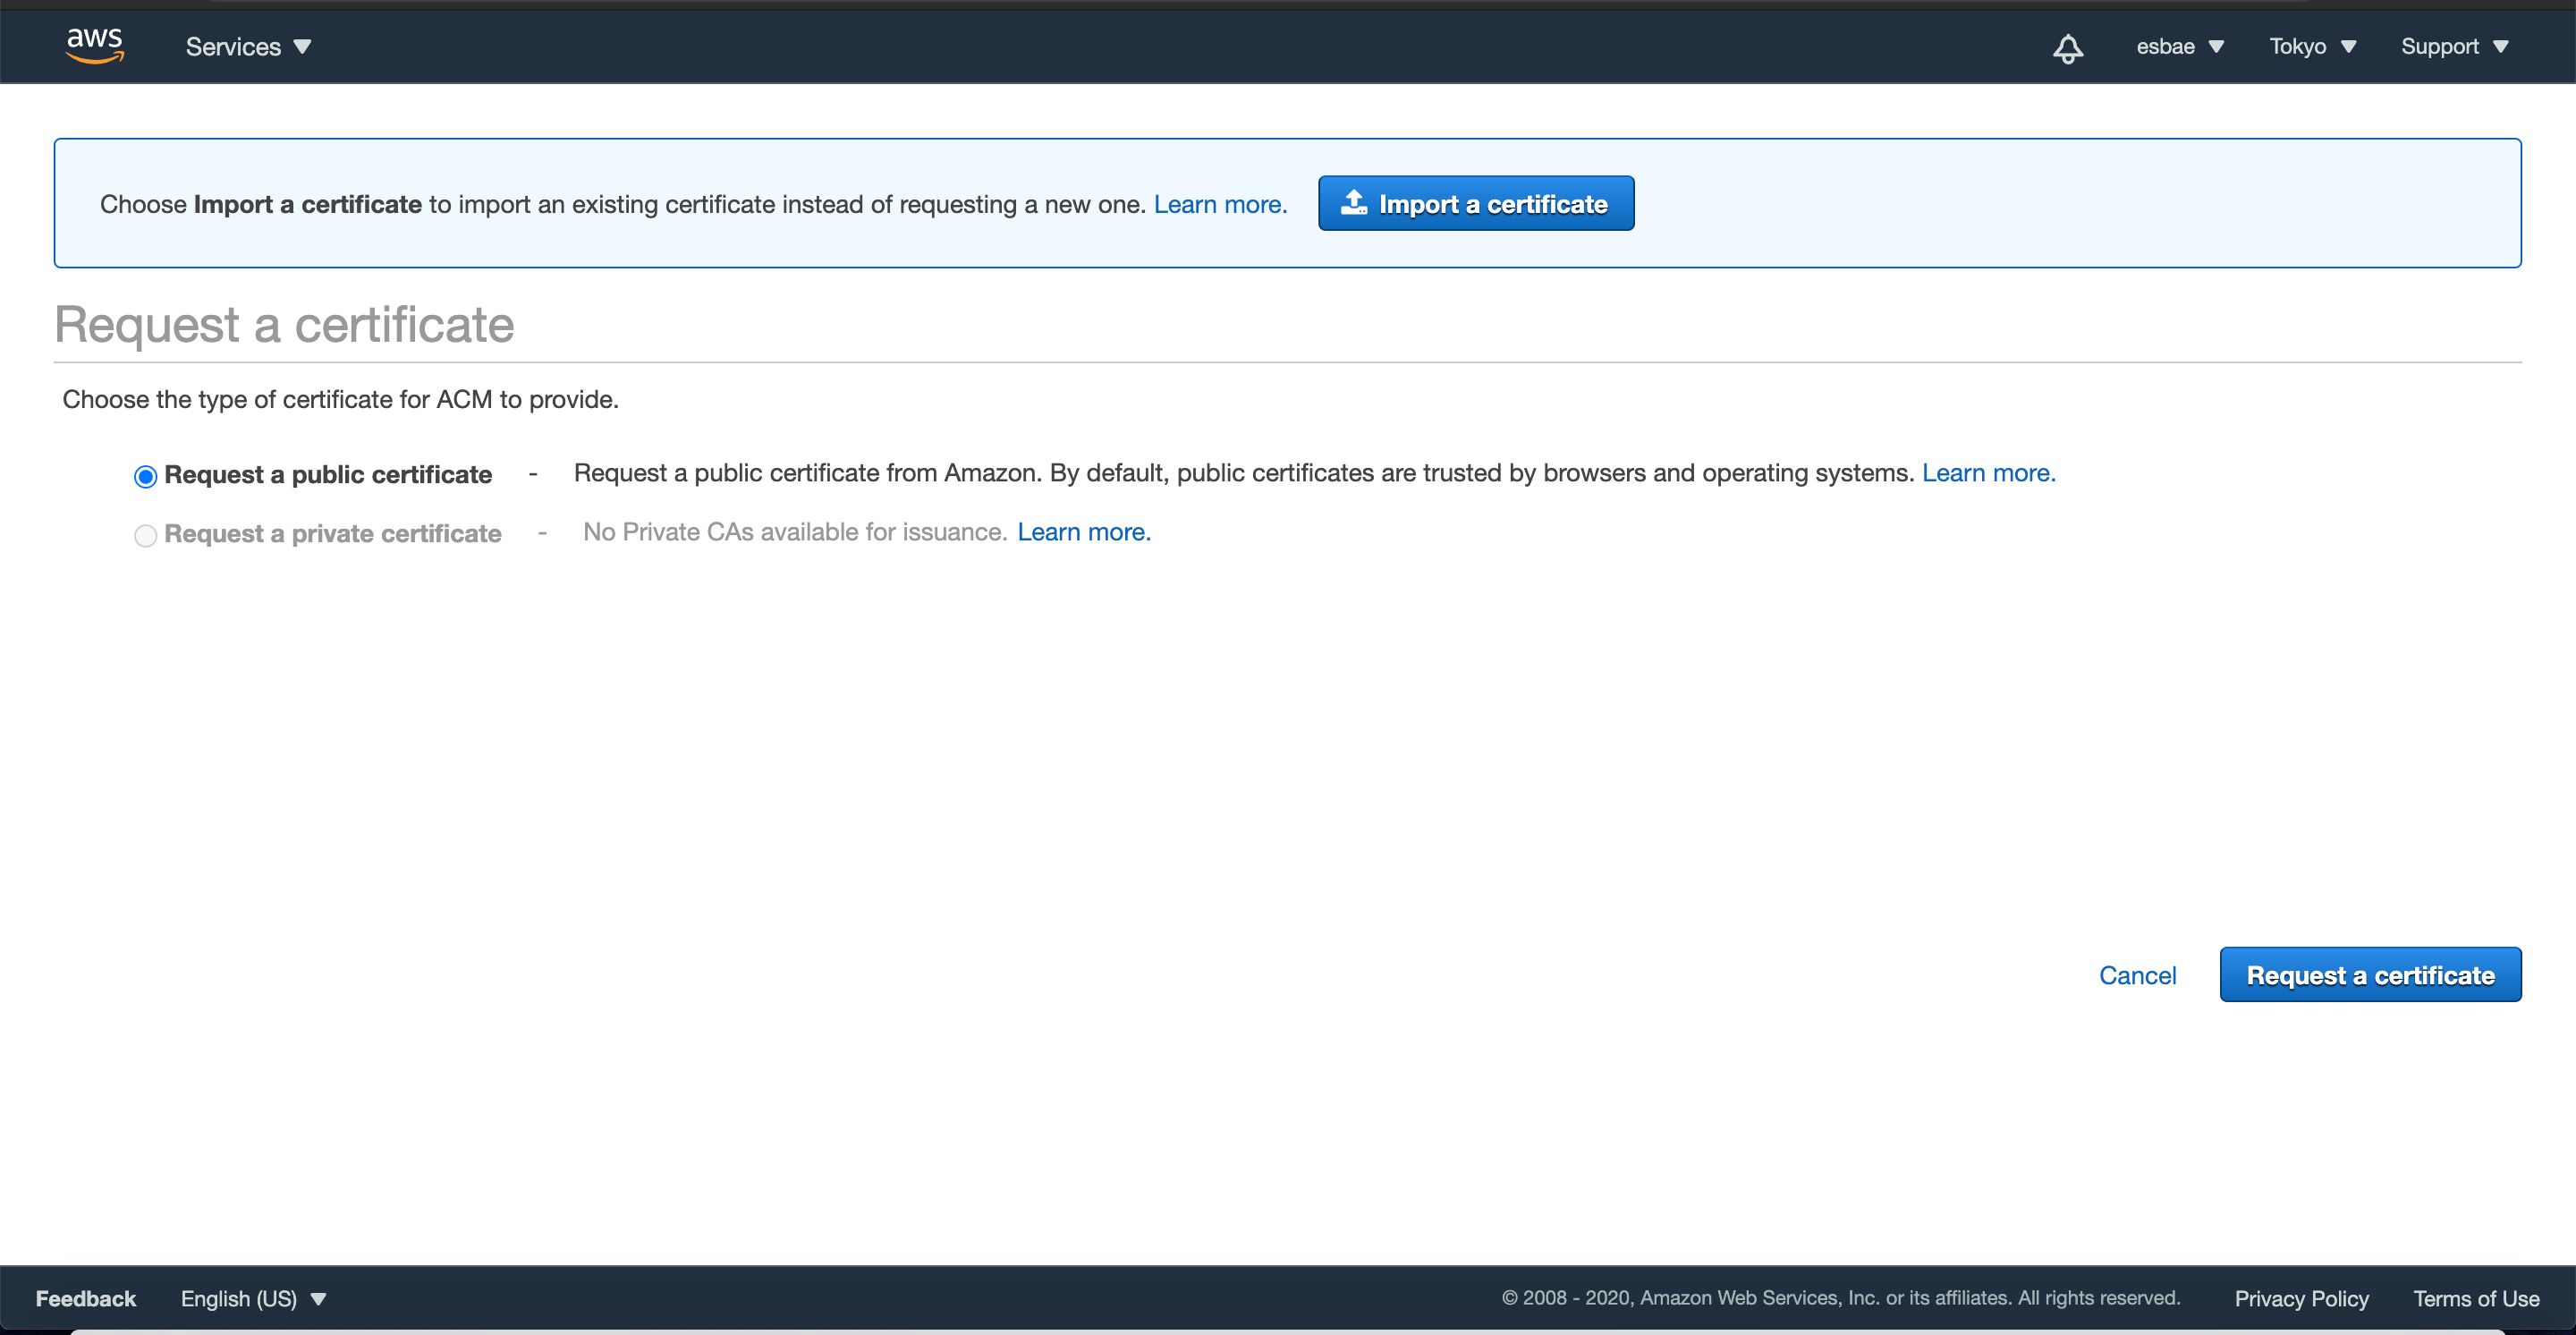 aws Services esbae Tokyo Support
Choose Import a certificate to import an existing certificate instead of requesting a new one. Learn more. Import a certificate
Request a certificate
Choose the type of certificate for ACM to provide.
Request a public certificate - Request a public certificate from Amazon. By default, public certificates are trusted by browsers and operating systems. Learn more.
Request a private certificate - No Private CAs available for issuance. Learn more.
Cancel Request a certificate
Feedback English (US) © 2008 - 2020, Amazon Web Services, Inc. or its affiliates. All rights reserved. Privacy Policy Terms of Use